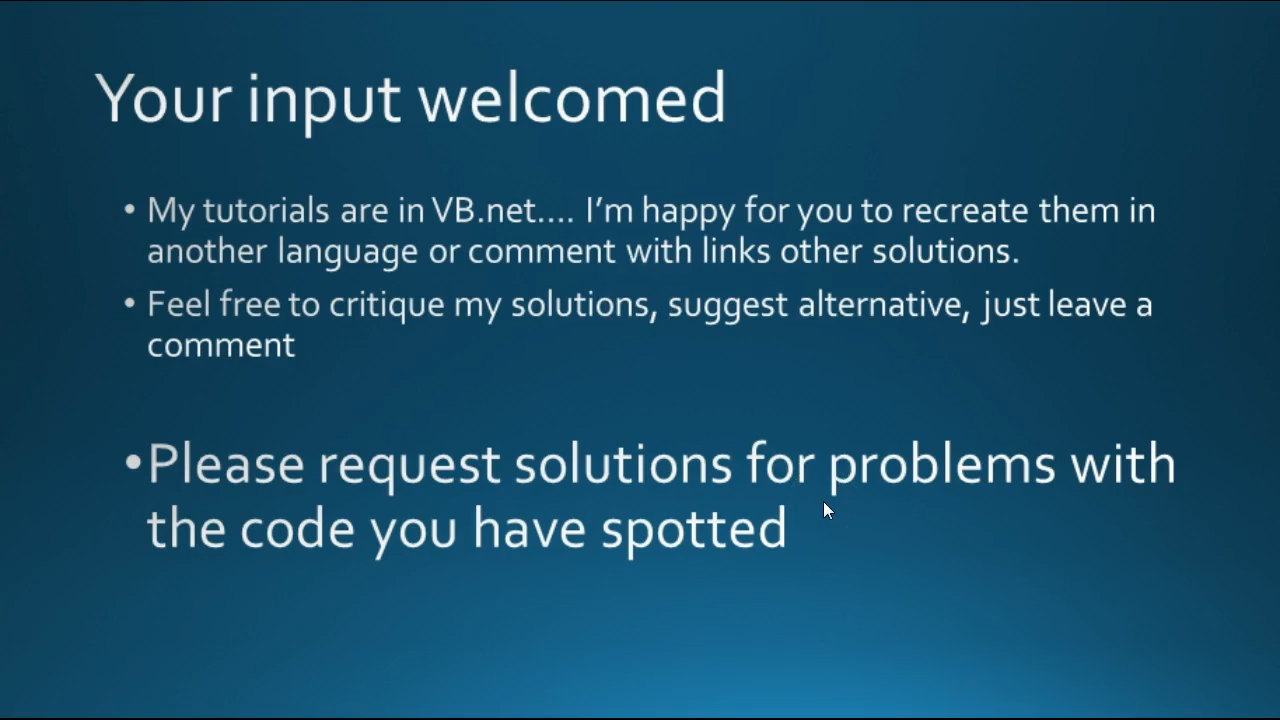 Your input welcomed
• My tutorials are in VB.net.... I'm happy for you to recreate them in
another language or comment with links other solutions.
• Feel free to critique my solutions, suggest alternative, just leave a
comment
•Please request solutions for problems with
the code you have spotted